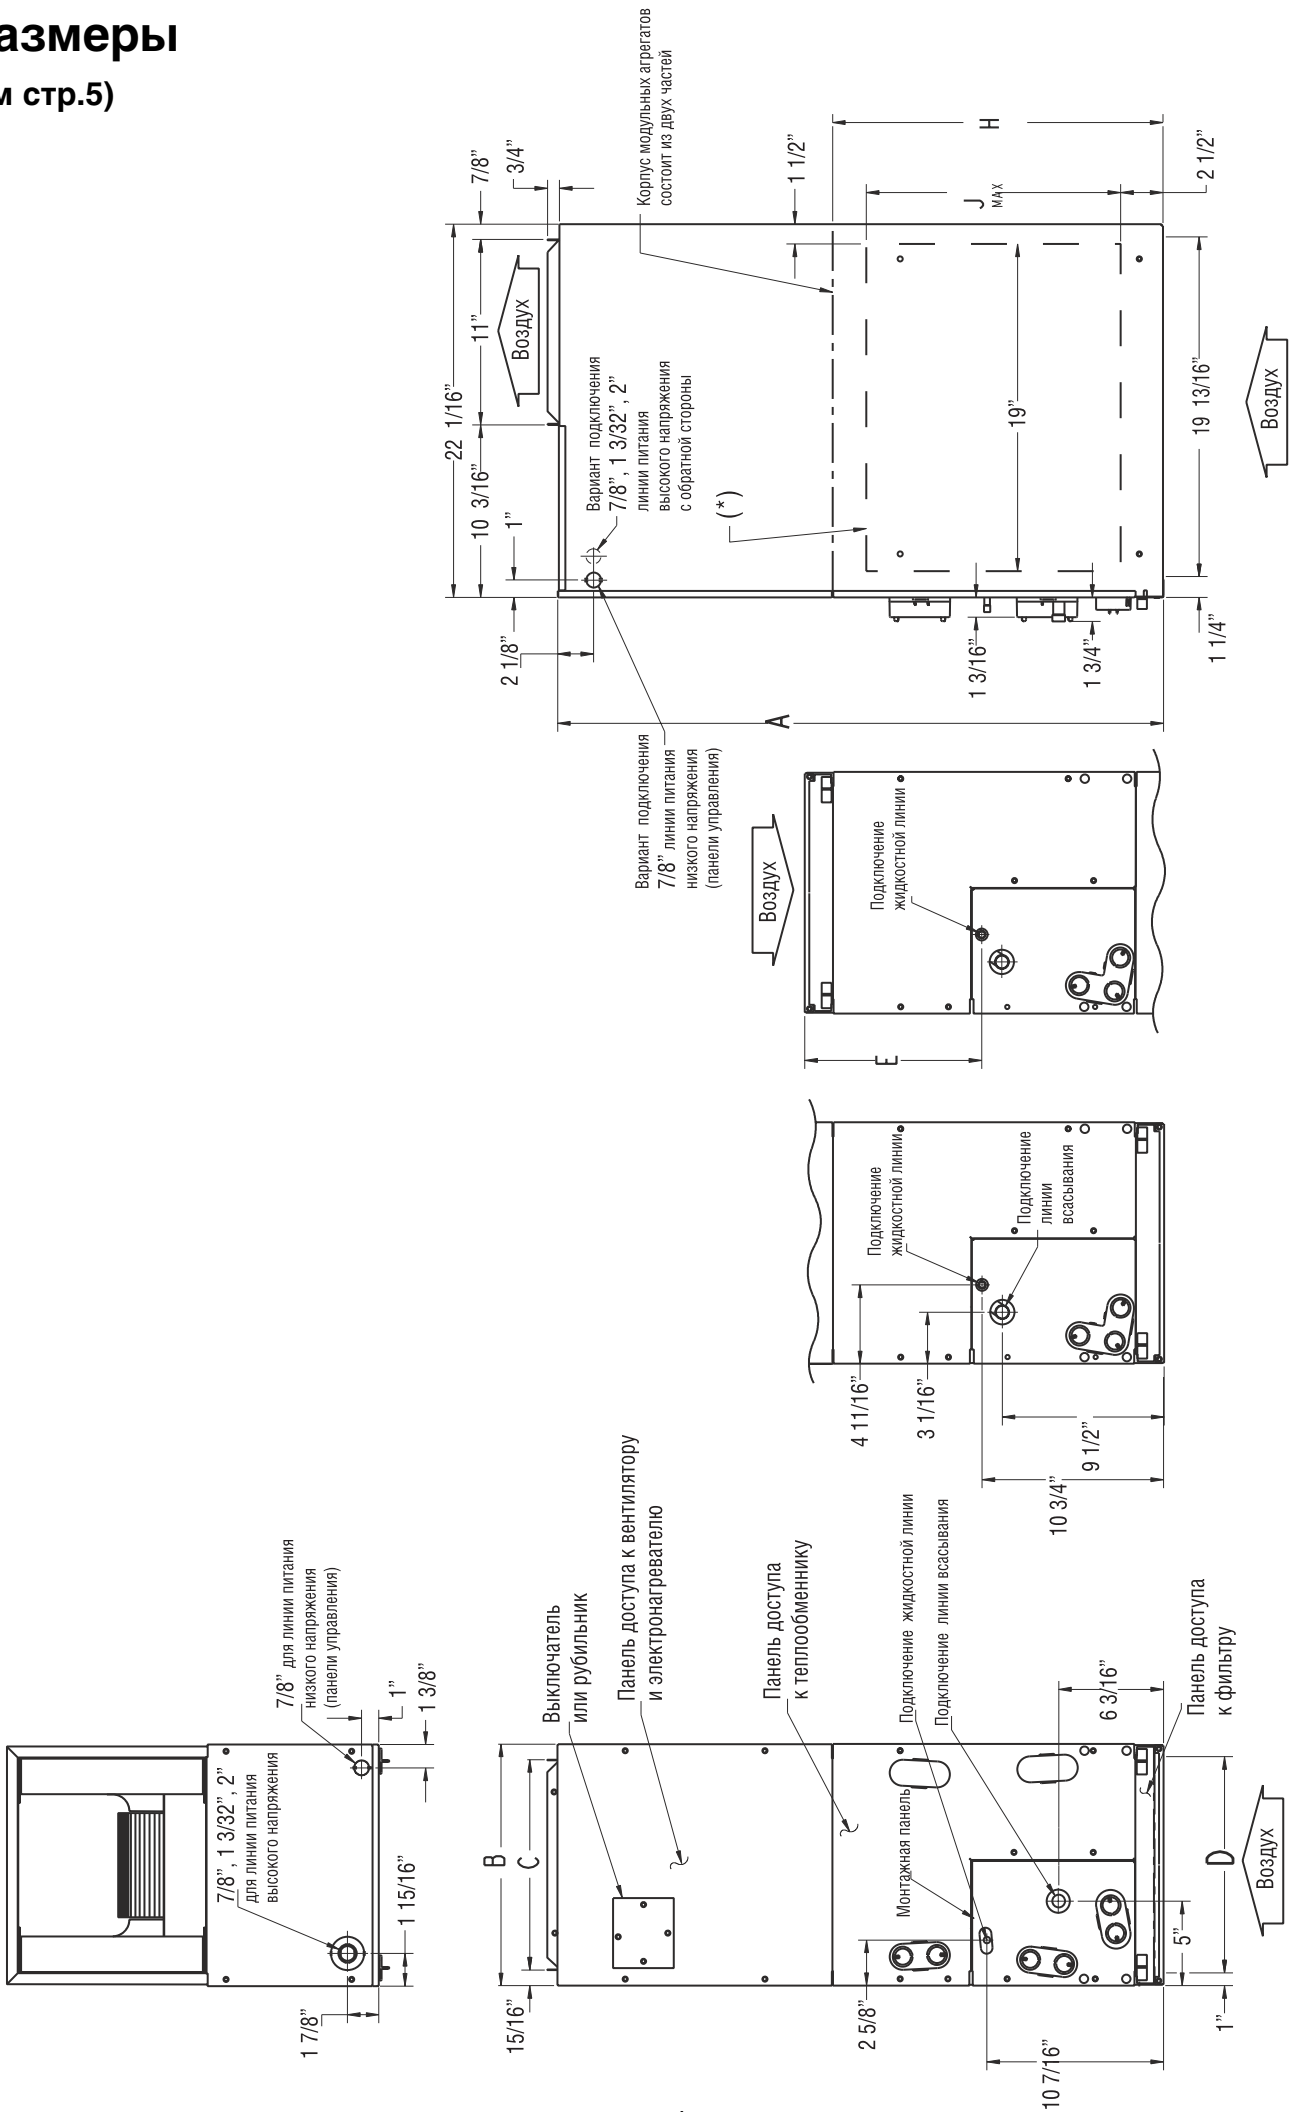 азмеры
м стр.5)
7/8”, 1 3/32”, 2”
для линии питания
высокого напряжения
7/8” для линии питания
низкого напряжения
(панели управления)
1 7/8”
1 15/16”
1”
1 3/8”
Выключатель
или рубильник
Панель доступа к вентилятору
и электронагревателю
Панель доступа
к теплообменнику
Подключение жидкостной линии
Подключение линии всасывания
Монтажная панель
Панель доступа
к фильтру
B
C
15/16”
2 5/8”
10 7/16”
6 3/16”
5”
D
1”
Воздух
Подключение
жидкостной линии
Подключение
линии
всасывания
4 11/16”
3 1/16”
9 1/2”
10 3/4”
Воздух
Подключение
жидкостной линии
E
22 1/16”
7/8”
3/4”
10 3/16”
11”
1”
2 1/8”
Воздух
Вариант подключения
7/8”, 1 3/32”, 2”
линии питания
высокого напряжения
с обратной стороны
Вариант подключения
7/8” линии питания
низкого напряжения
(панели управления)
Корпус модульных агрегатов
состоит из двух частей
(*)
1 1/2”
H
J
MAX
2 1/2”
19”
A
1 3/16”
1 3/4”
1 1/4”
19 13/16”
Воздух